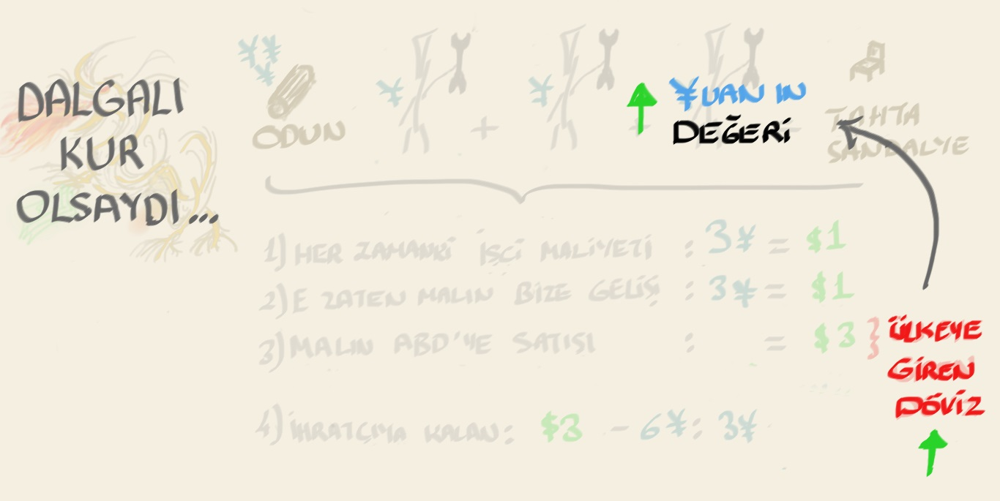 DALGALI
KUR
OLSAYDI...
¥¥
¥
ODUN
¥
+
¥
¥UAN IN
DEĞERİ
TAHTA
SANDALYE
1) HER ZAMANKİ İŞÇİ MALİYETİ : 3¥ = $1
2) E ZATEN MALIN BİZE GELİŞ : 3¥ = $1
3) MALIN ABD'YE SATIŞI : = $3 }
ÜLKEYE
GİREN
DÖVİZ
4) İHRATÇIYA KALAN: $3 - 6¥: 3¥